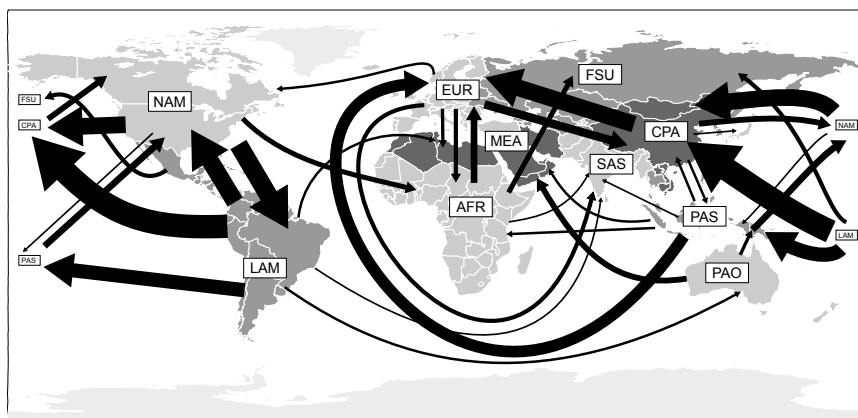 EUR
FSU
FSU
NAM
CPA
CPA
NAM
MEA
SAS
AFR
PAS
LAM
PAS
LAM
PAO